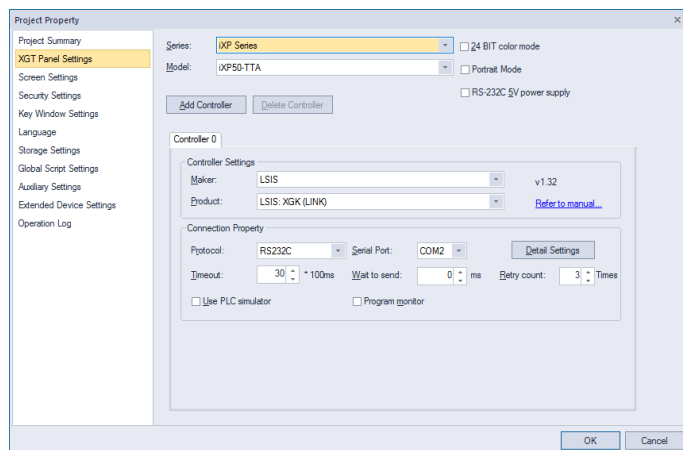 Project Property
Project Summary
XGT Panel Settings
Screen Settings
Security Settings
Key Window Settings
Language
Storage Settings
Global Script Settings
Auxiliary Settings
Extended Device Settings
Operation Log
Series: iXP Series 24 BIT color mode
Model: iXP50-TTA Portrait Mode
RS-232C 5V power supply
Add Controller Delete Controller
Controller 0
Controller Settings
Maker: LSIS v1.32
Product: LSIS: XGK (LINK) Refer to manual...
Connection Property
Protocol: RS232C Serial Port: COM2 Detail Settings
Timeout: 30 * 100ms Wait to send: 0 ms Retry count: 3 Times
Use PLC simulator Program monitor
OK Cancel